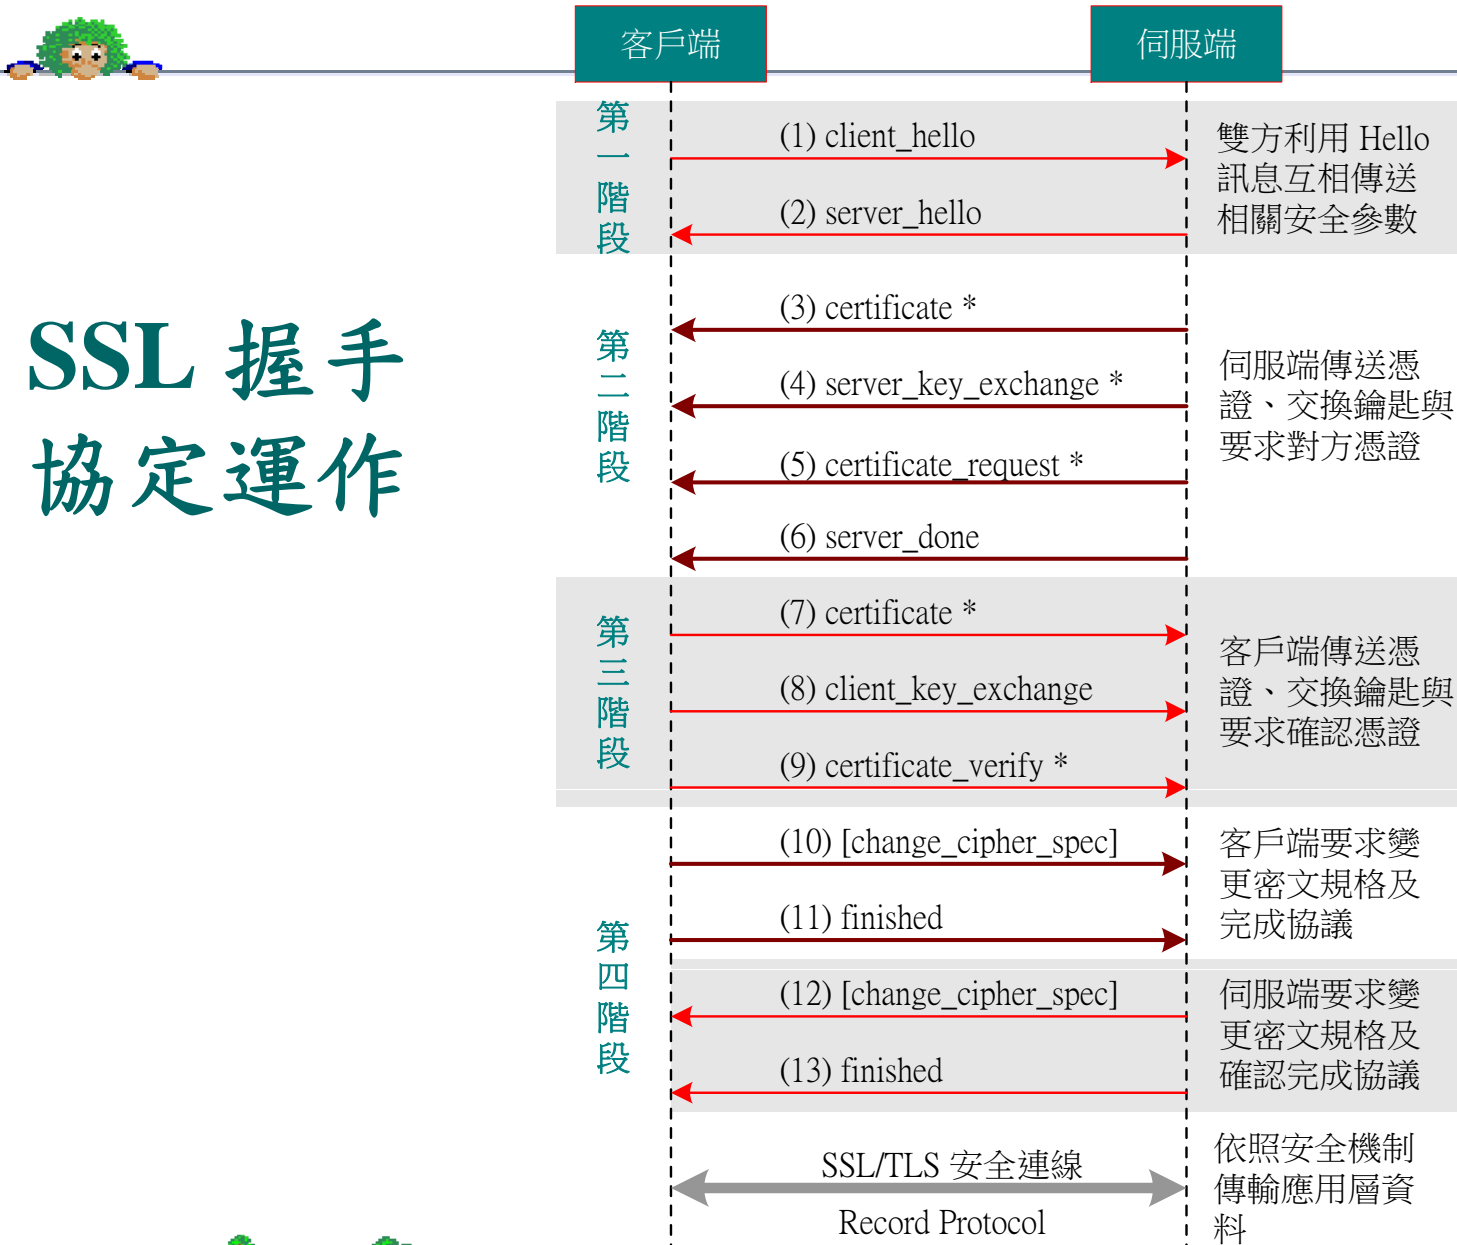 客戶端
伺服端
SSL 握手
協定運作
第一階段
(1) client_hello
(2) server_hello
雙方利用 Hello
訊息互相傳送
相關安全參數
第二階段
(3) certificate *
(4) server_key_exchange *
(5) certificate_request *
(6) server_done
伺服端傳送憑
證、交換鑰匙與
要求對方憑證
第三階段
(7) certificate *
(8) client_key_exchange
(9) certificate_verify *
客戶端傳送憑
證、交換鑰匙與
要求確認憑證
第四階段
(10) [change_cipher_spec]
(11) finished
客戶端要求變
更密文規格及
完成協議
(12) [change_cipher_spec]
(13) finished
伺服端要求變
更密文規格及
確認完成協議
SSL/TLS 安全連線
Record Protocol
依照安全機制
傳輸應用層資
料